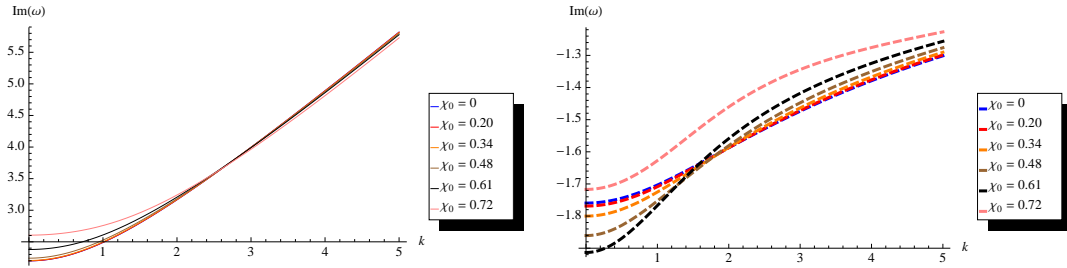 Im(ω)
5.5
5.0
4.5
4.0
3.5
3.0
1 2 3 4 5 k
χ0 = 0
χ0 = 0.20
χ0 = 0.34
χ0 = 0.48
χ0 = 0.61
χ0 = 0.72
Im(ω)
−1.3
−1.4
−1.5
−1.6
−1.7
−1.8
1 2 3 4 5 k
χ0 = 0
χ0 = 0.20
χ0 = 0.34
χ0 = 0.48
χ0 = 0.61
χ0 = 0.72